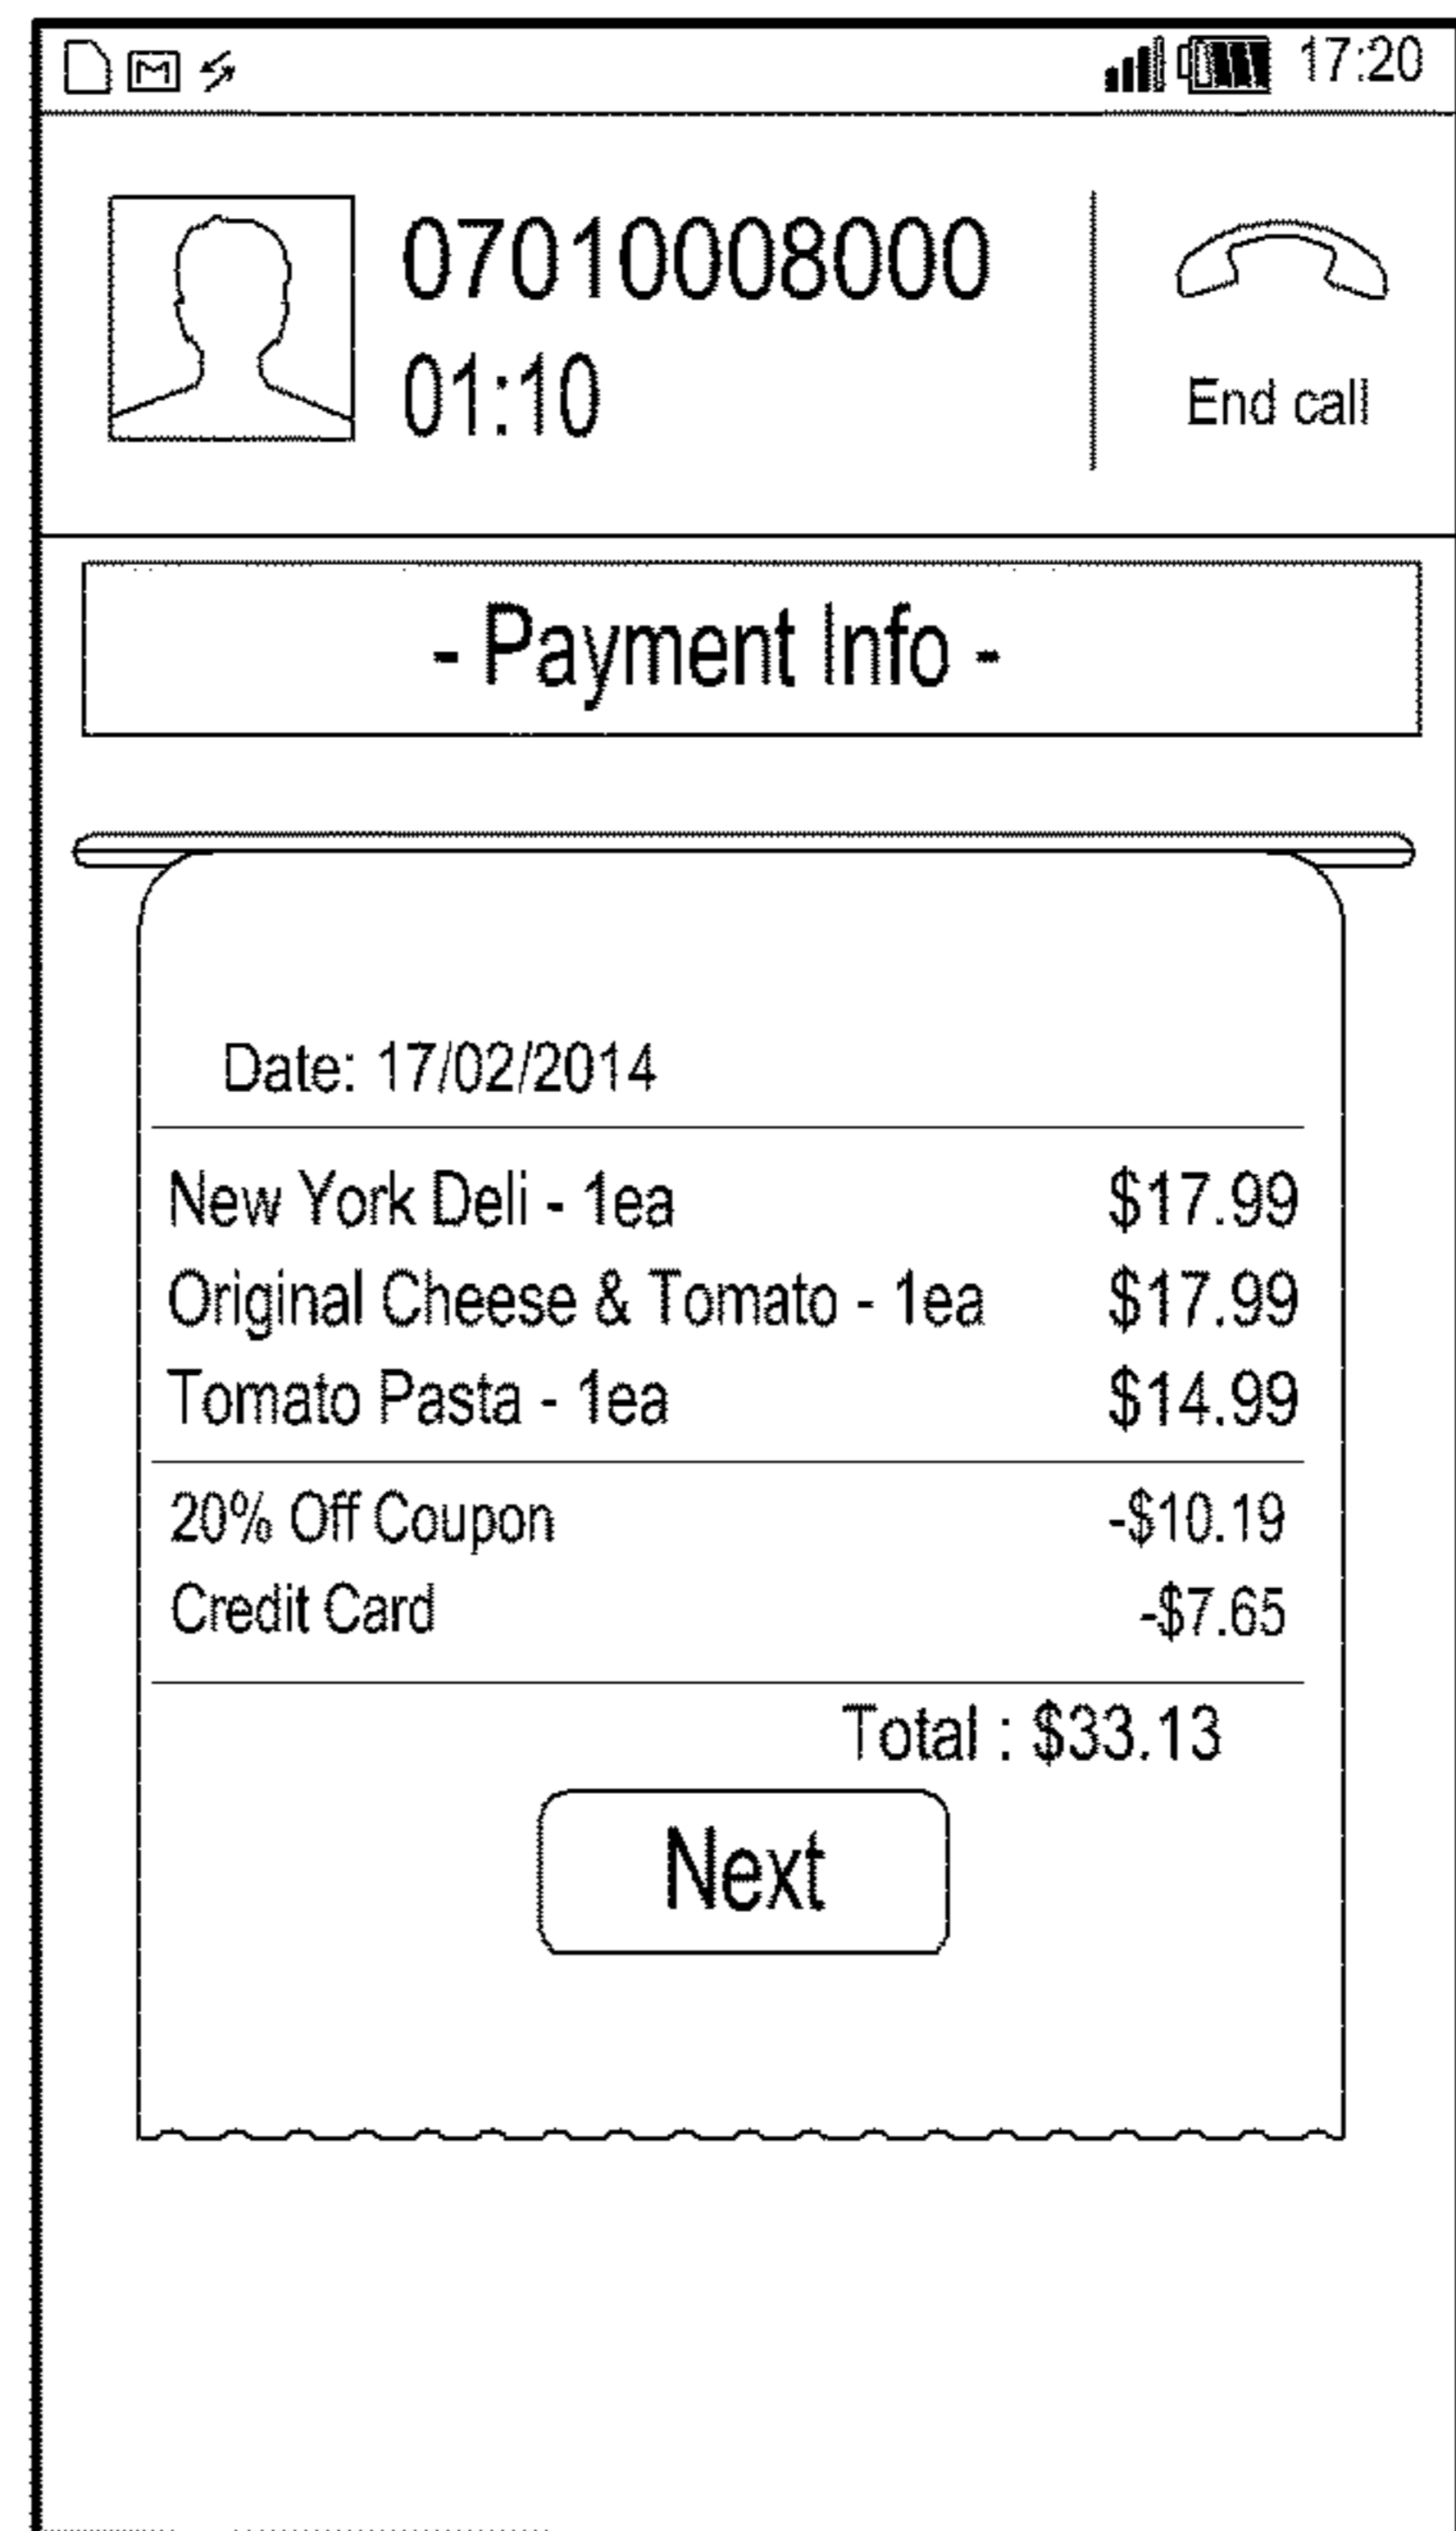 17:20
07010008000
01:10
End call
- Payment Info -
Date: 17/02/2014
New York Deli - 1ea $17.99
Original Cheese & Tomato - 1ea $17.99
Tomato Pasta - 1ea $14.99
20% Off Coupon -$10.19
Credit Card -$7.65
Total : $33.13
Next